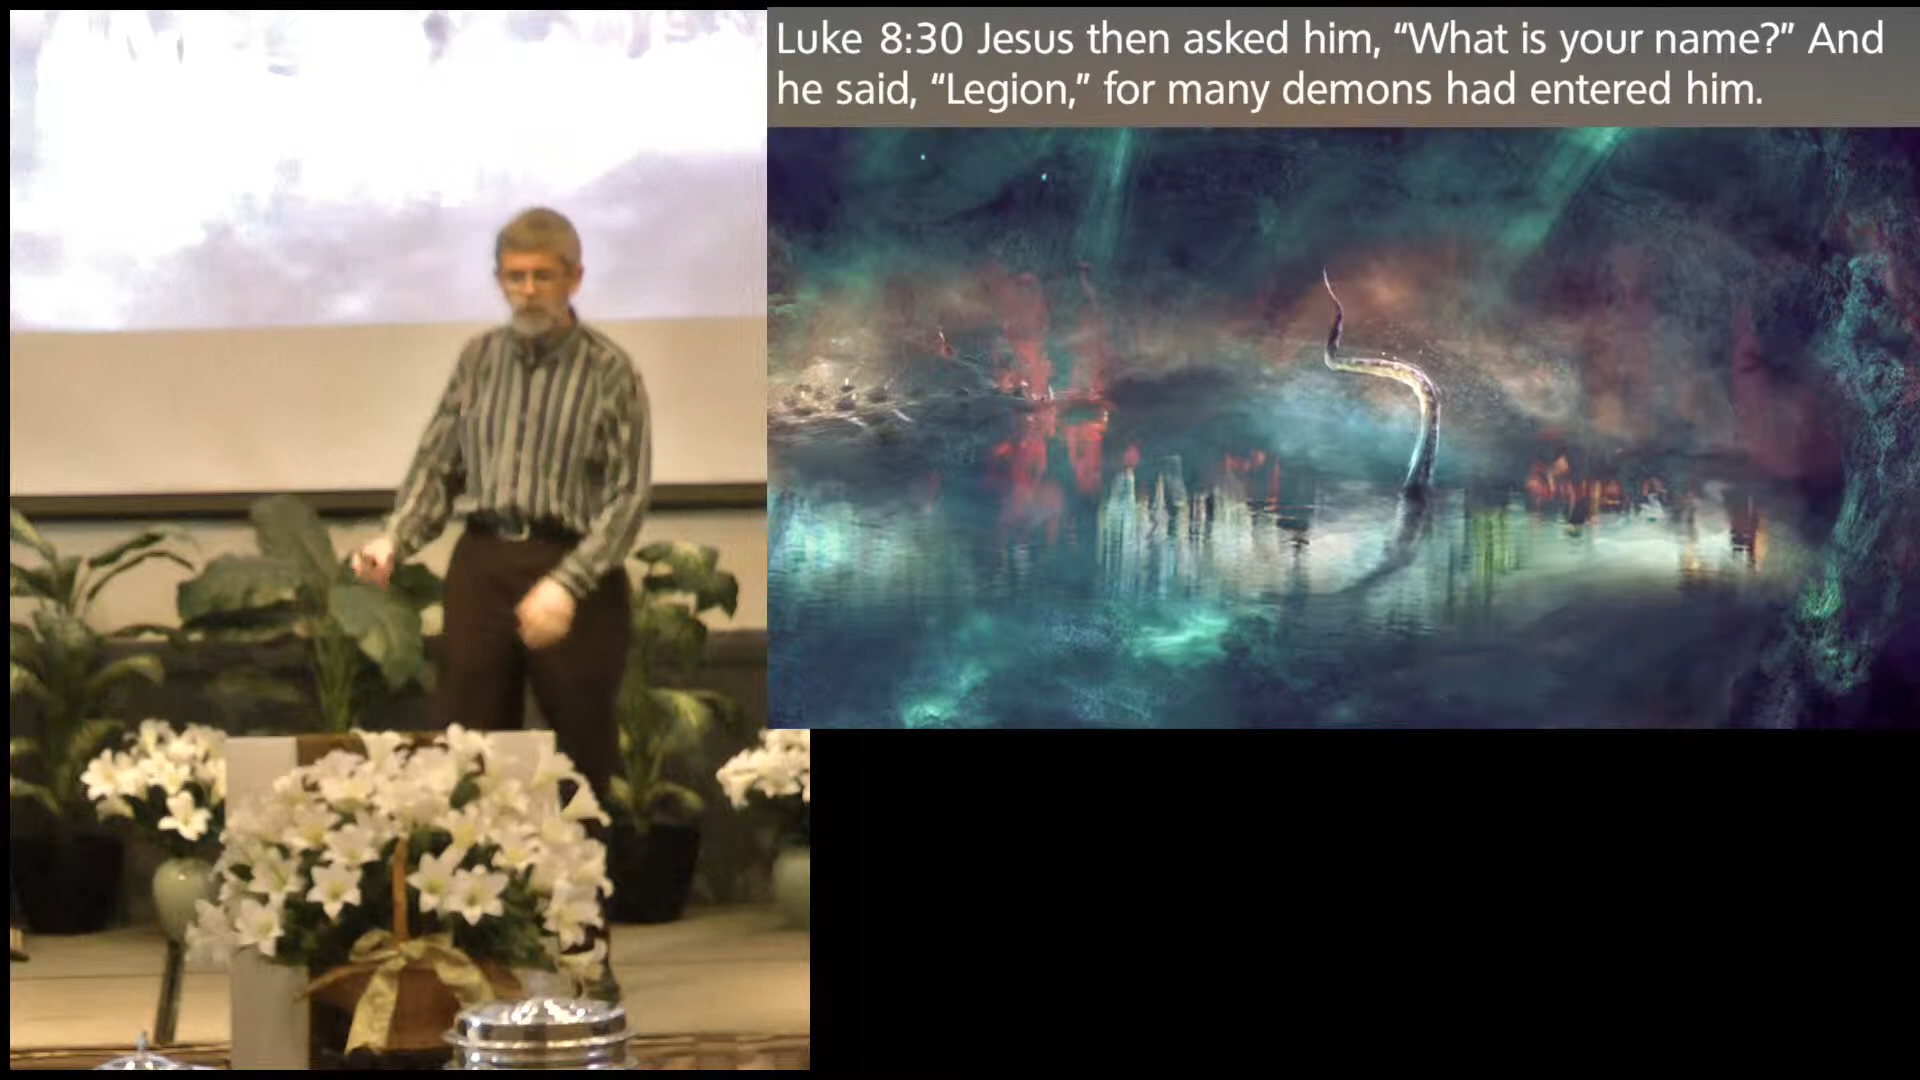 Luke 8:30 Jesus then asked him, “What is your name?” And
he said, “Legion,” for many demons had entered him.